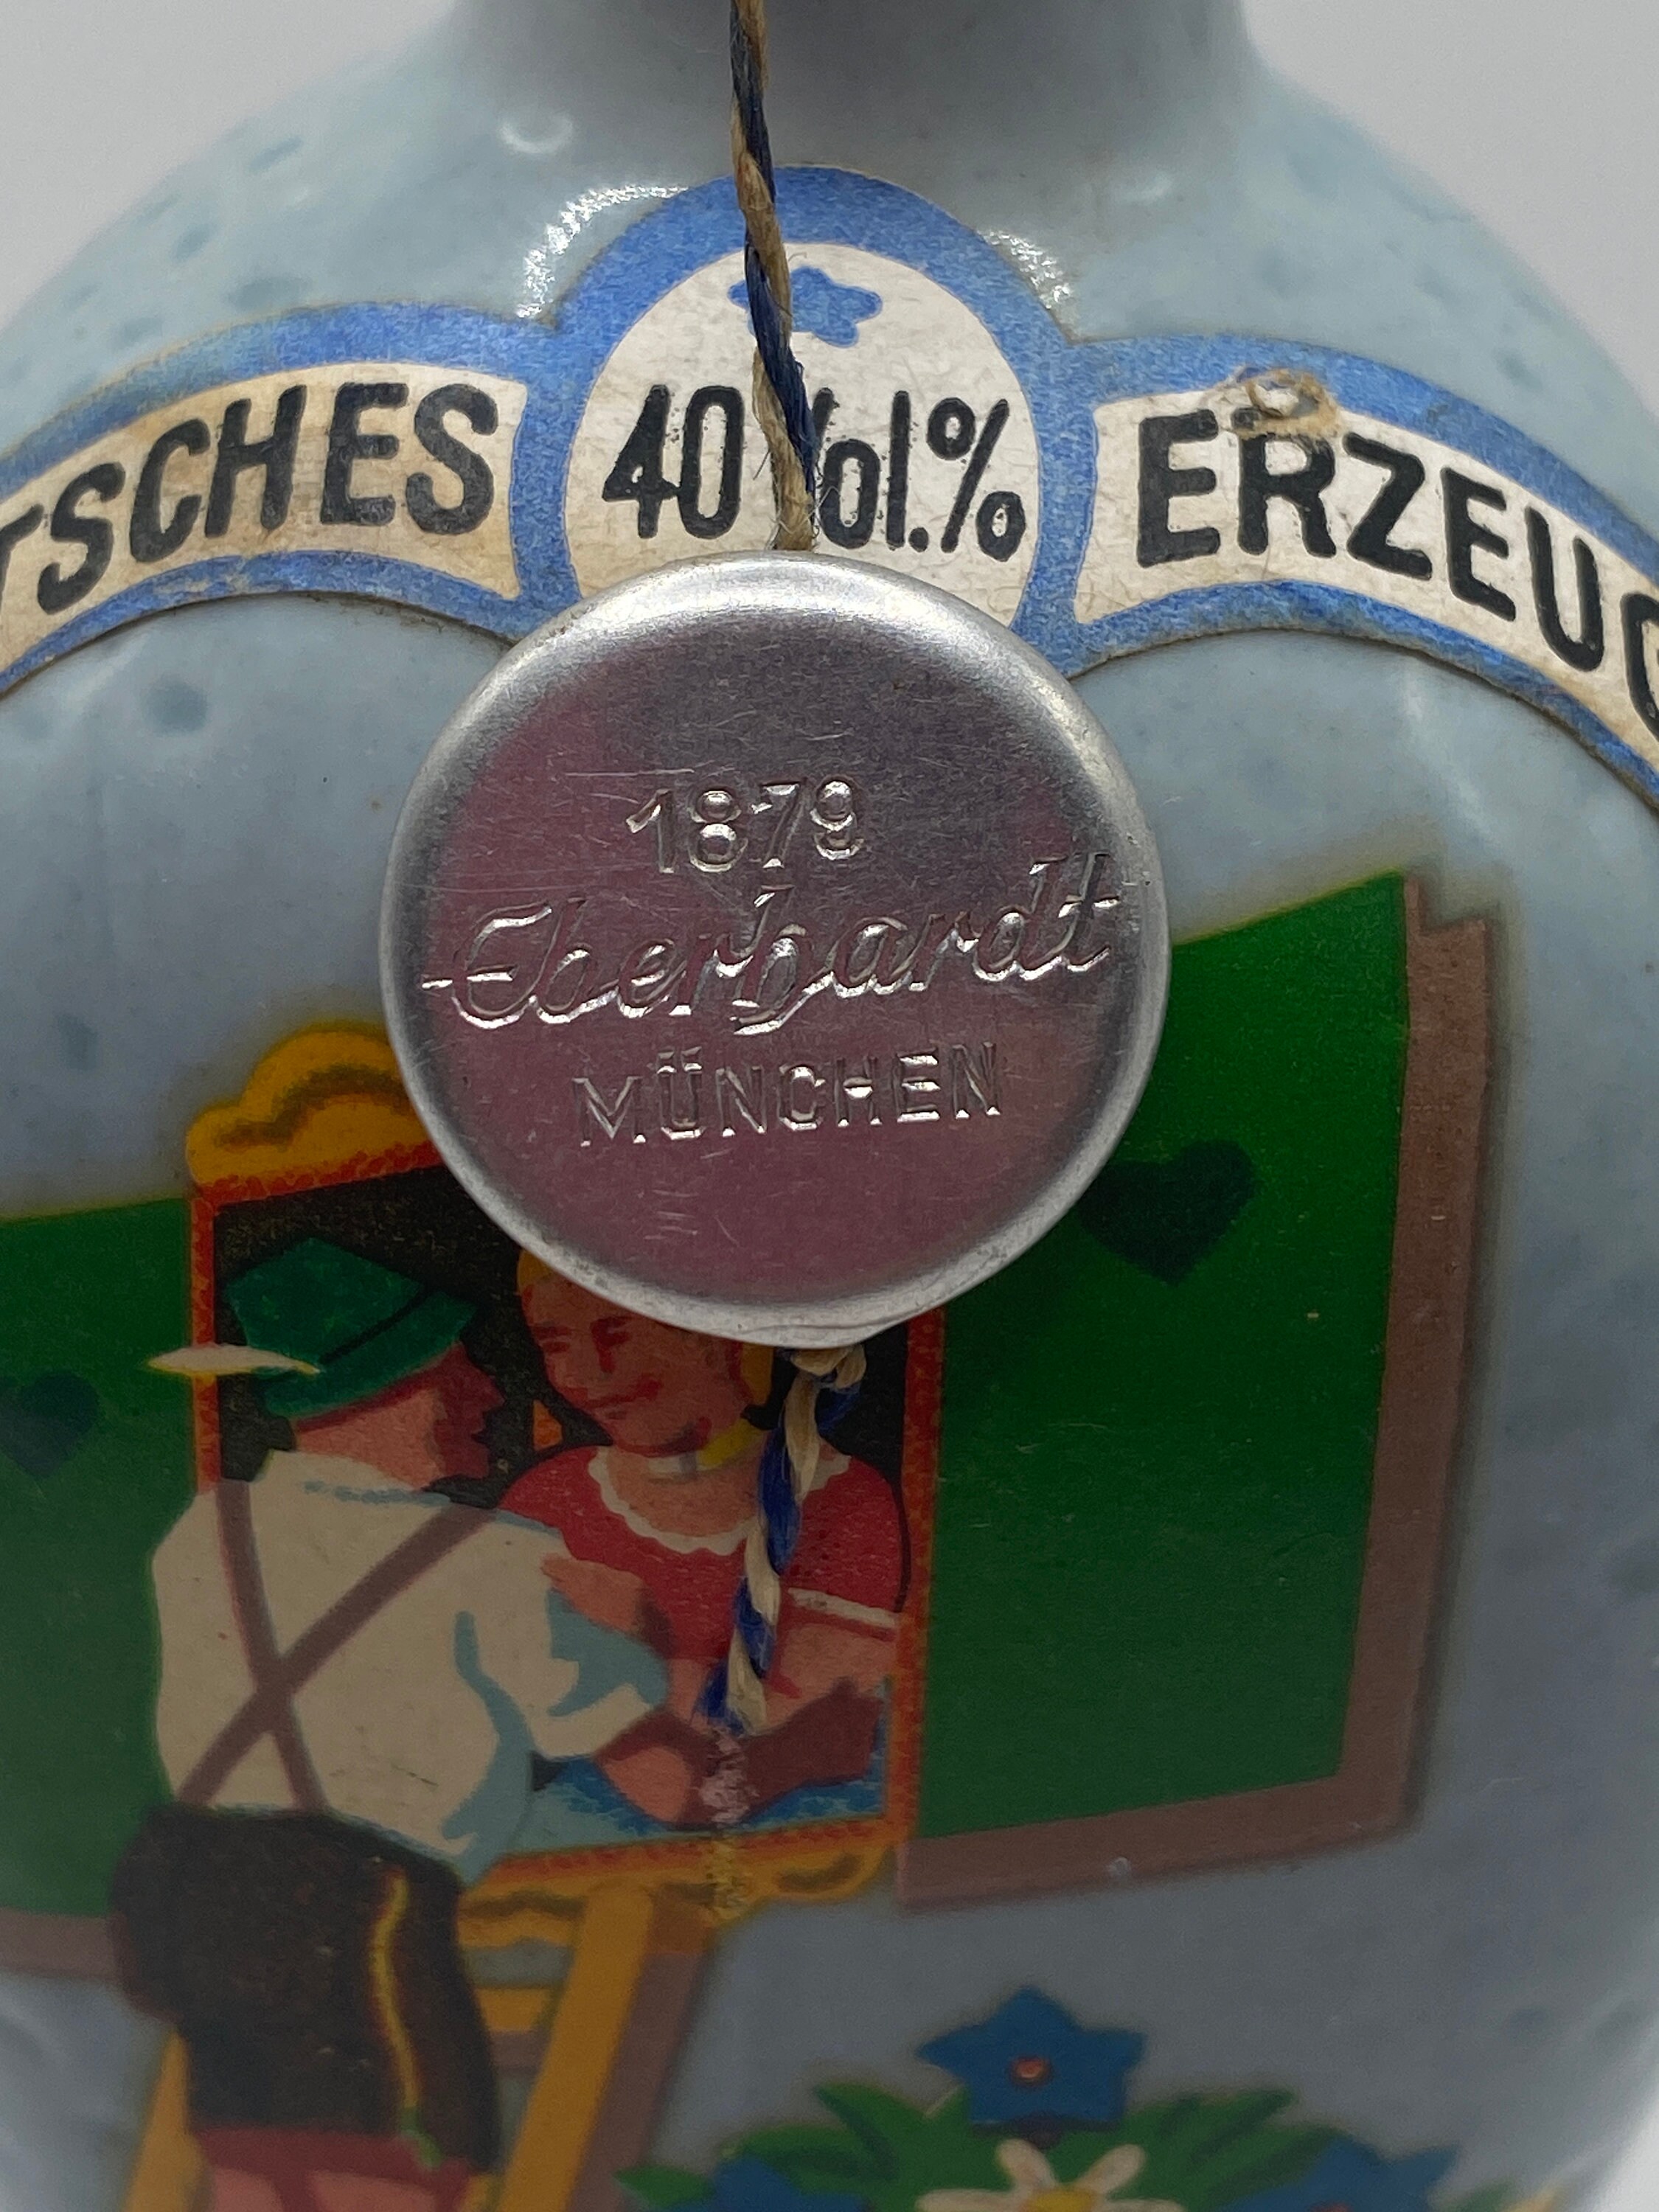 TSCHES 40 Vol.% ERZEUG
1879
Eberhardt
MÜNCHEN